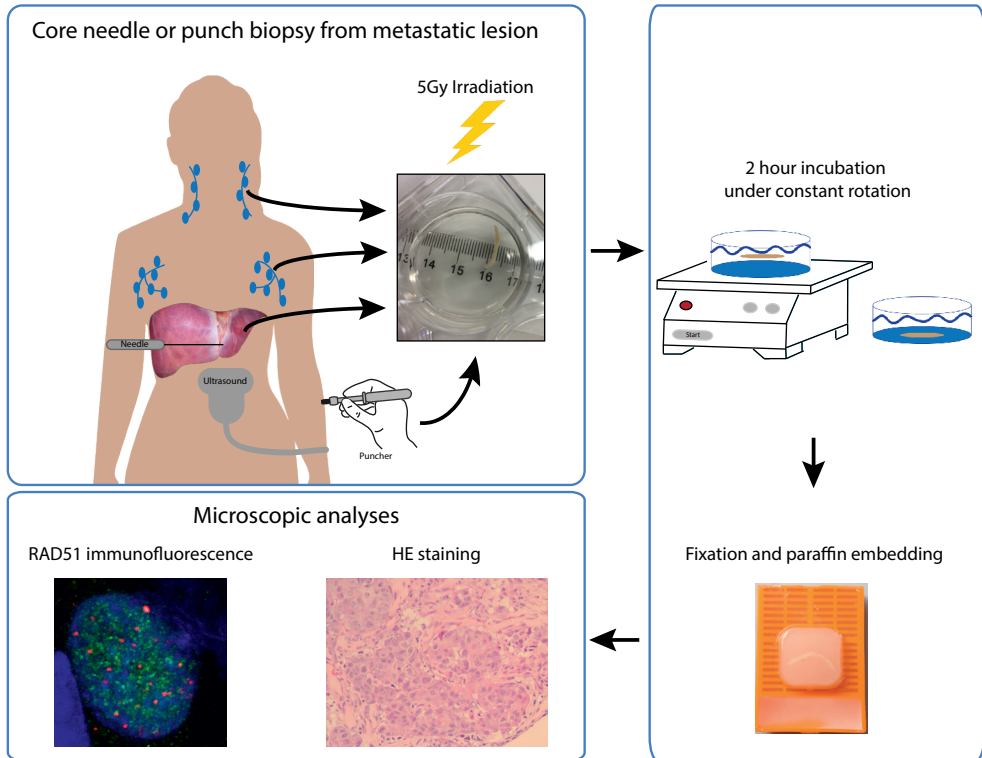 Core needle or punch biopsy from metastatic lesion
5Gy Irradiation
13 14 15 16 17
Needle
Ultrasound
Puncher
2 hour incubation
under constant rotation
Start
Fixation and paraffin embedding
Microscopic analyses
RAD51 immunofluorescence
HE staining